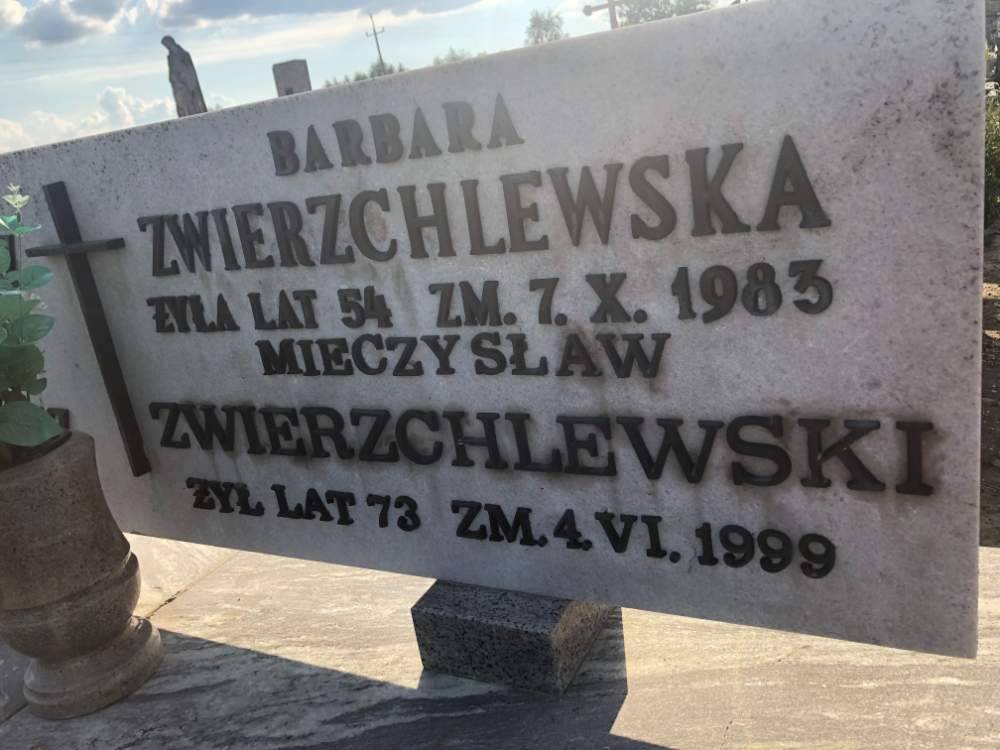 BARBARA
ZWIERZCHLEWSKA
ŻYŁA LAT 54 ZM. 7. X. 1983
MIECZYSŁAW
ZWIERZCHLEWSKI
ŻYŁ LAT 73 ZM. 4. VI. 1999